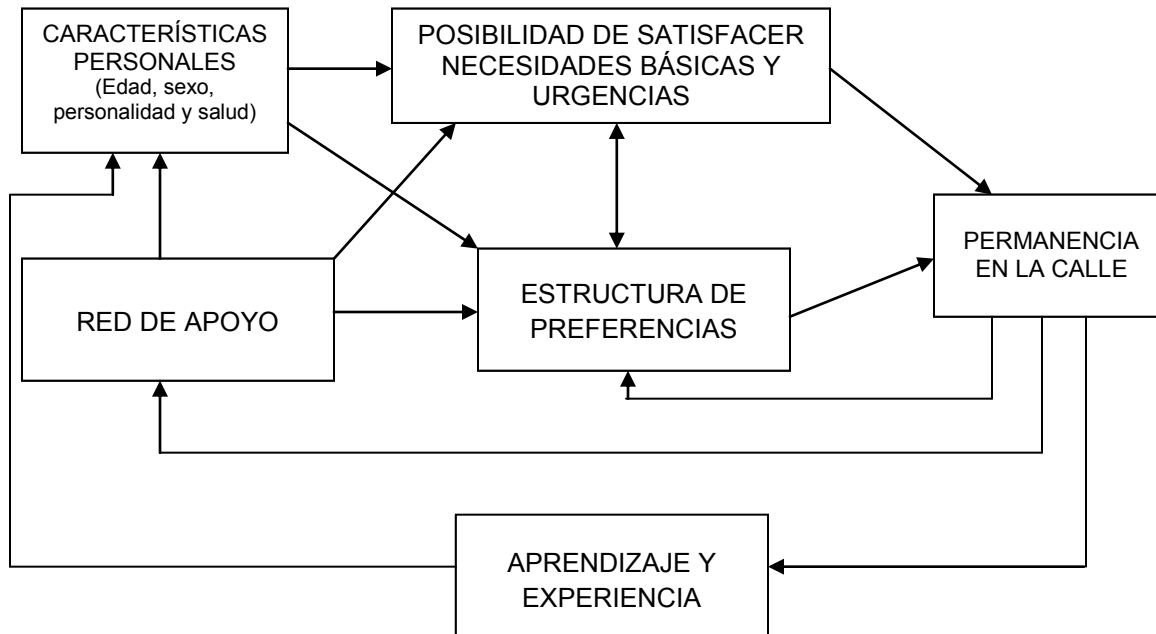 CARACTERÍSTICAS
PERSONALES
(Edad, sexo,
personalidad y salud)
POSIBILIDAD DE SATISFACER
NECESIDADES BÁSICAS Y
URGENCIAS
PERMANENCIA
EN LA CALLE
RED DE APOYO
ESTRUCTURA DE
PREFERENCIAS
APRENDIZAJE Y
EXPERIENCIA